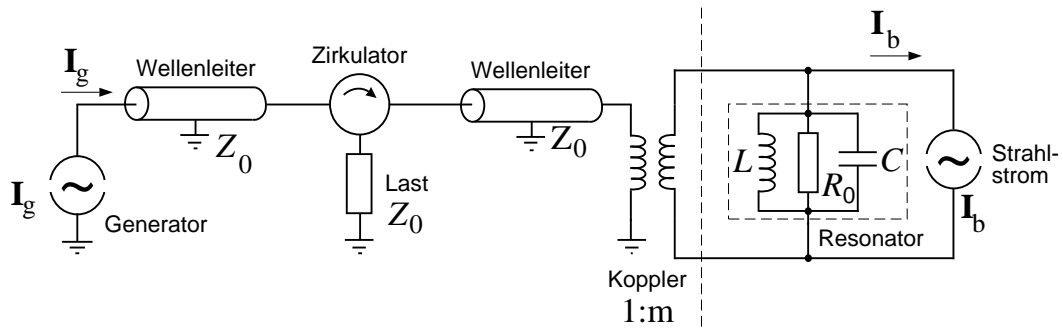 I_b
Zirkulator
Wellenleiter
Wellenleiter
I_g
Z_0
Z_0
L
R_0
C
Strahl-
strom
I_b
I_g
Generator
Last
Z_0
Resonator
Koppler
1:m